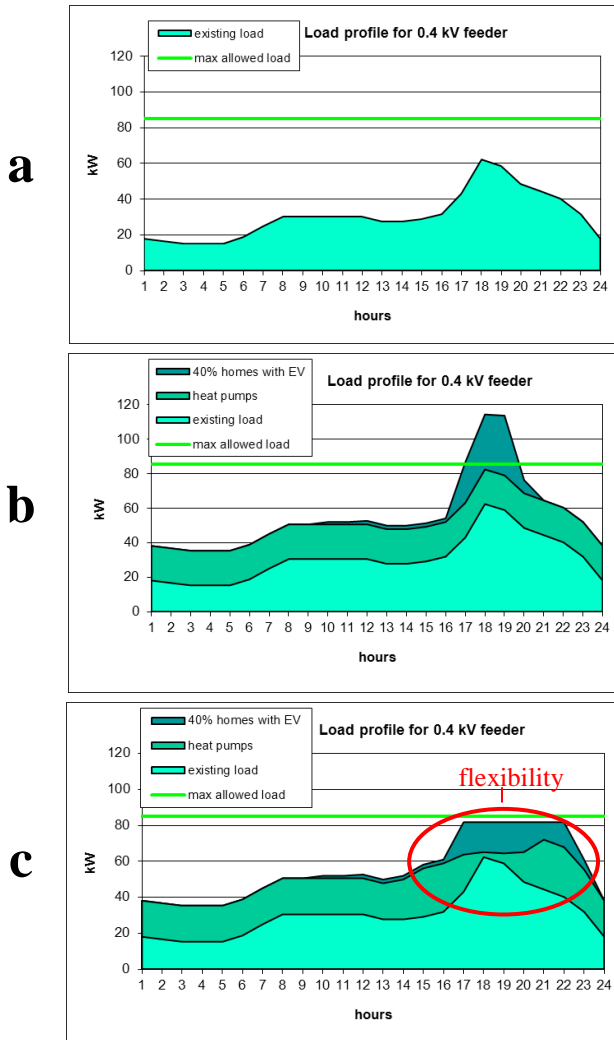 a
Load profile for 0.4 kV feeder
existing load
max allowed load
kW
120
100
80
60
40
20
0
1 2 3 4 5 6 7 8 9 10 11 12 13 14 15 16 17 18 19 20 21 22 23 24
hours
b
Load profile for 0.4 kV feeder
40% homes with EV
heat pumps
existing load
max allowed load
kW
120
100
80
60
40
20
0
1 2 3 4 5 6 7 8 9 10 11 12 13 14 15 16 17 18 19 20 21 22 23 24
hours
c
Load profile for 0.4 kV feeder
40% homes with EV
heat pumps
existing load
max allowed load
flexibility
kW
120
100
80
60
40
20
0
1 2 3 4 5 6 7 8 9 10 11 12 13 14 15 16 17 18 19 20 21 22 23 24
hours